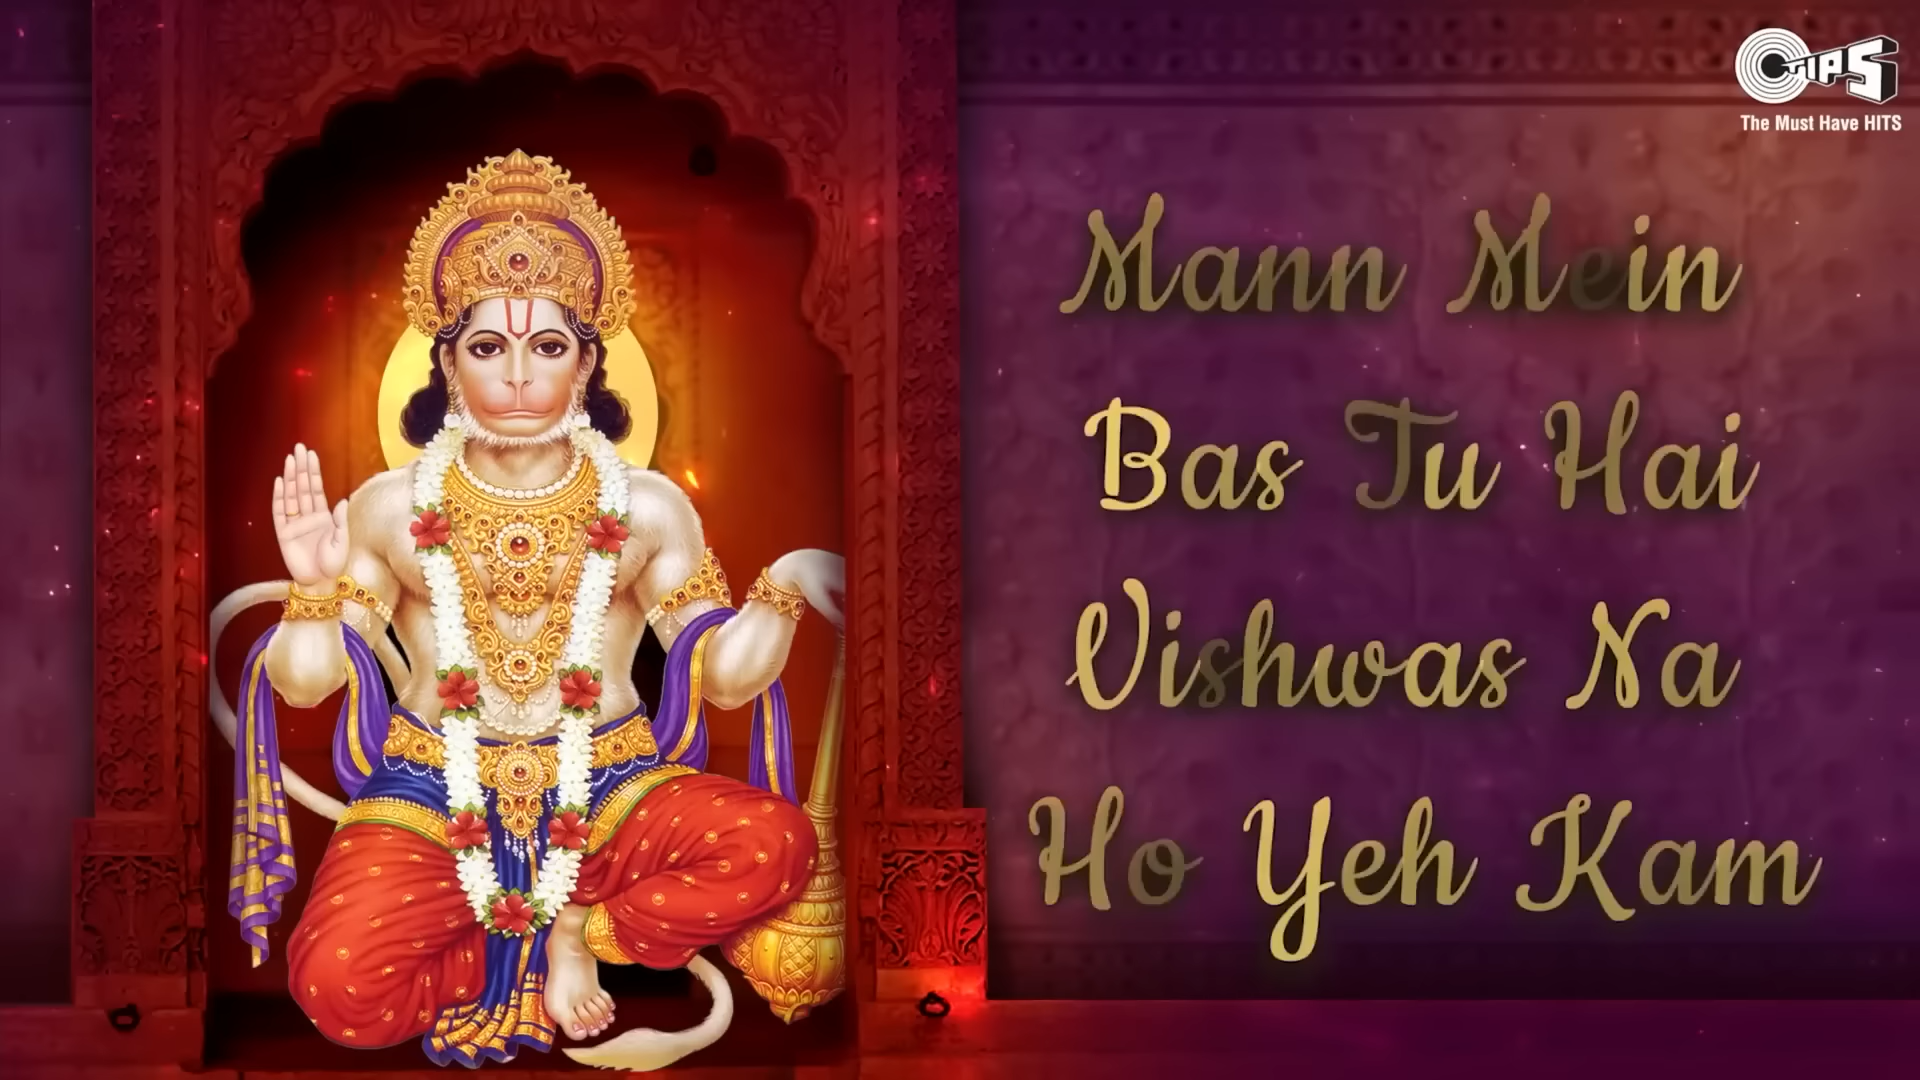 TIPS
The Must Have HITS
Mann Mein
Bas Tu Hai
Vishwas Na
Ho Yeh Kam